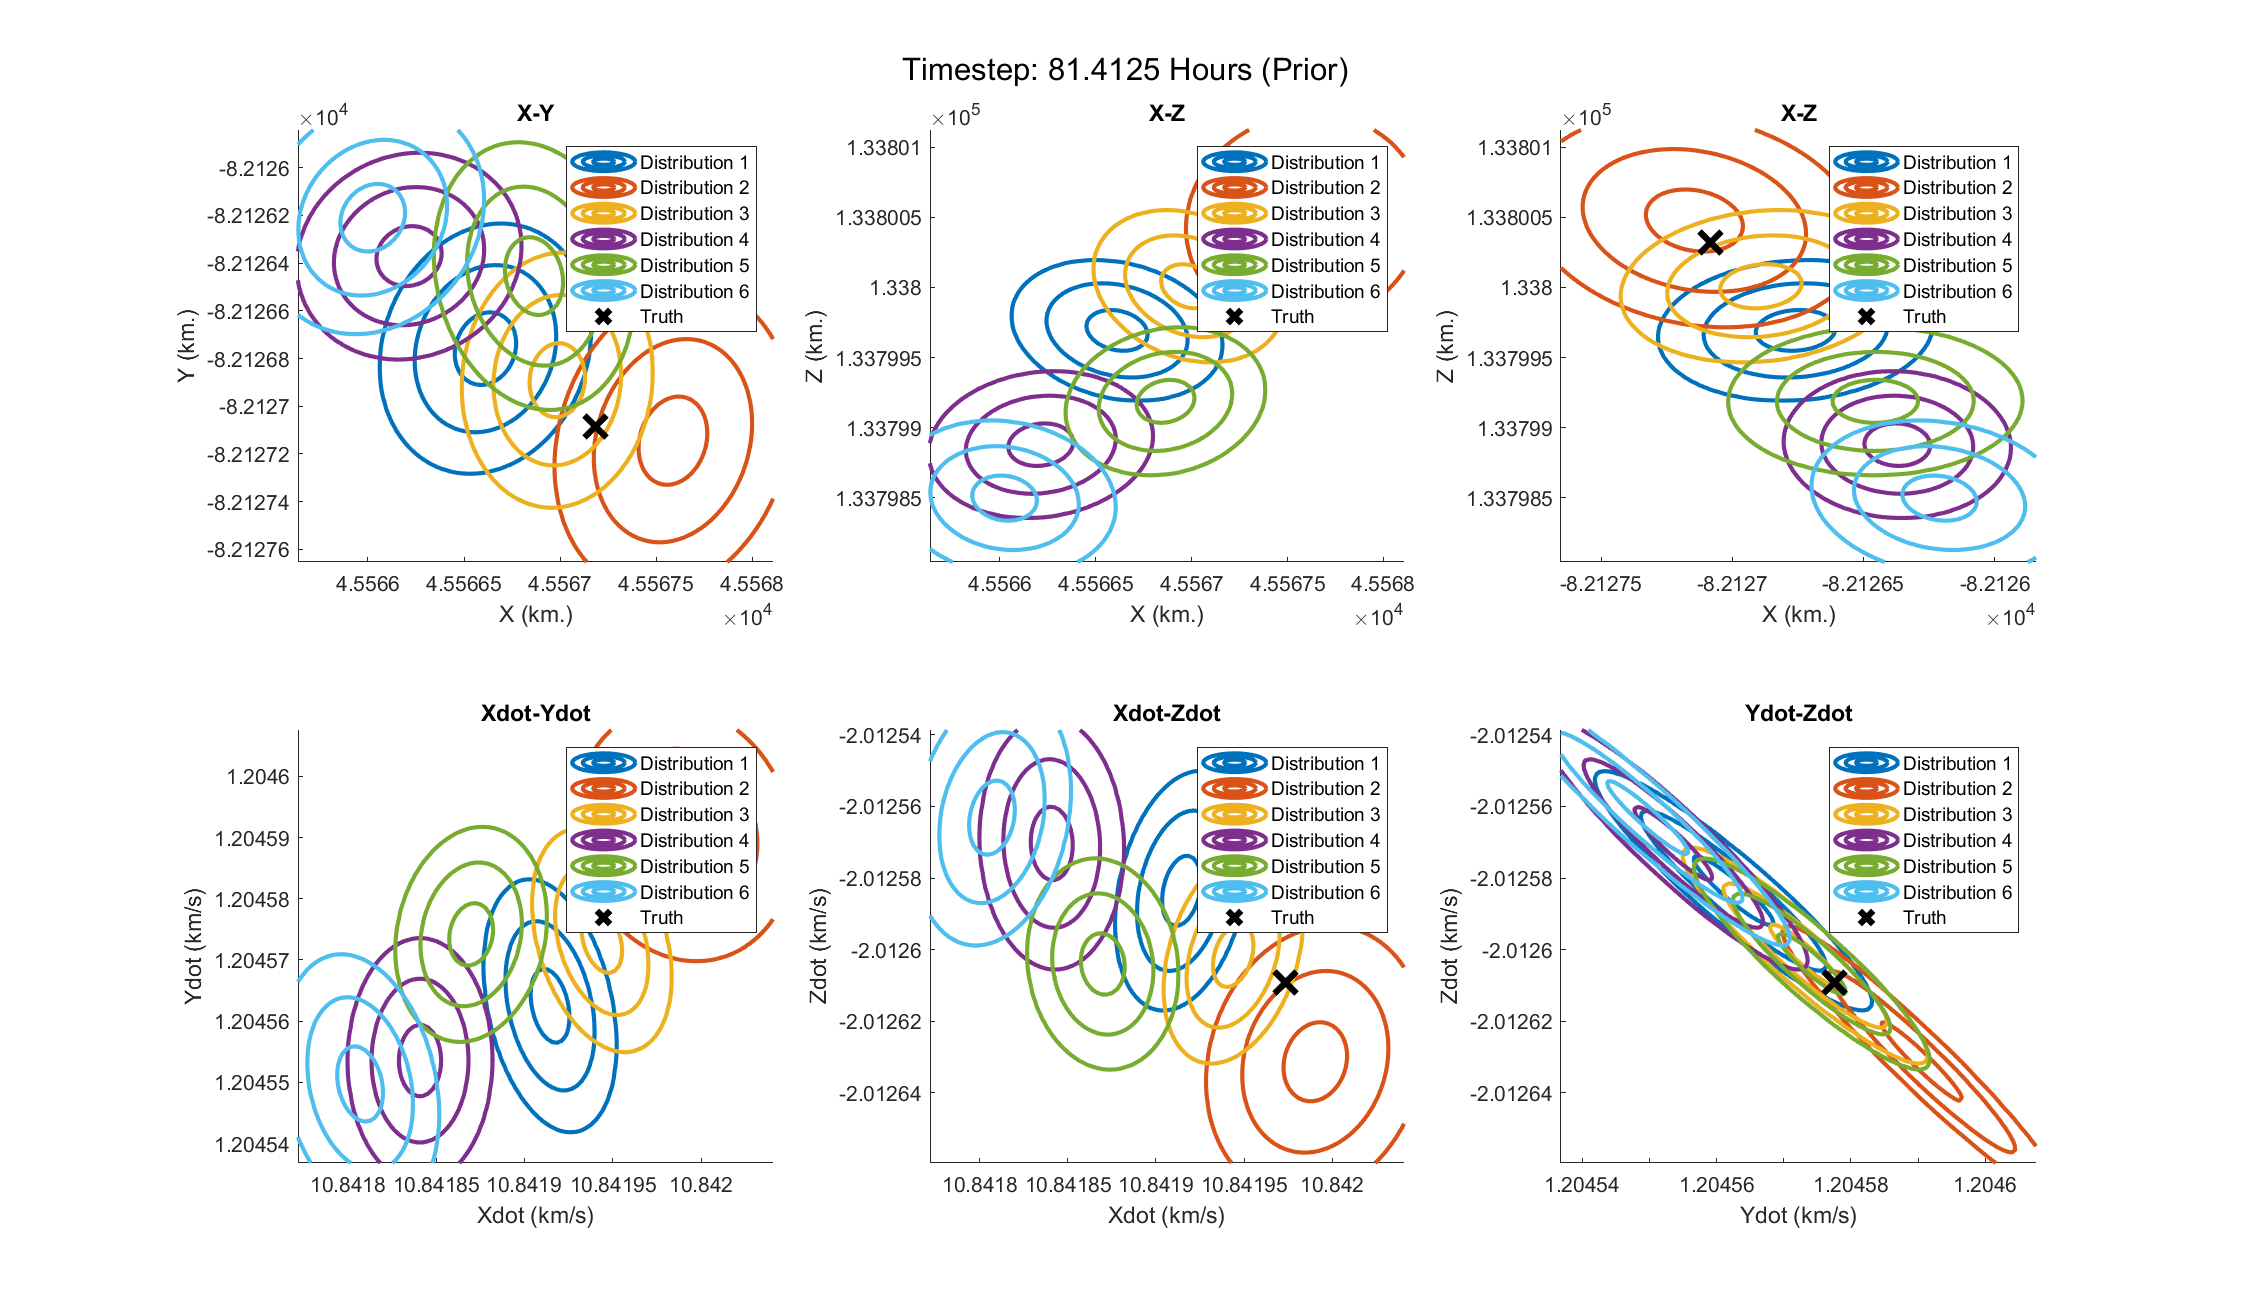 Timestep: 81.4125 Hours (Prior)
X-Y
×10^4
-8.2126
-8.21262
-8.21264
-8.21266
-8.21268
-8.2127
-8.21272
-8.21274
-8.21276
Y (km.)
4.5566 4.55665 4.5567 4.55675 4.5568
X (km.)
×10^4
Distribution 1
Distribution 2
Distribution 3
Distribution 4
Distribution 5
Distribution 6
Truth
X-Z
×10^5
1.33801
1.338005
1.338
1.337995
1.33799
1.337985
Z (km.)
4.5566 4.55665 4.5567 4.55675 4.5568
X (km.)
×10^4
Distribution 1
Distribution 2
Distribution 3
Distribution 4
Distribution 5
Distribution 6
Truth
X-Z
×10^5
1.33801
1.338005
1.338
1.337995
1.33799
1.337985
Z (km.)
-8.21275 -8.2127 -8.21265 -8.2126
X (km.)
×10^4
Distribution 1
Distribution 2
Distribution 3
Distribution 4
Distribution 5
Distribution 6
Truth
Xdot-Ydot
1.2046
1.20459
1.20458
1.20457
1.20456
1.20455
1.20454
Ydot (km/s)
10.8418 10.84185 10.8419 10.84195 10.842
Xdot (km/s)
Distribution 1
Distribution 2
Distribution 3
Distribution 4
Distribution 5
Distribution 6
Truth
Xdot-Zdot
-2.01254
-2.01256
-2.01258
-2.0126
-2.01262
-2.01264
Zdot (km/s)
10.8418 10.84185 10.8419 10.84195 10.842
Xdot (km/s)
Distribution 1
Distribution 2
Distribution 3
Distribution 4
Distribution 5
Distribution 6
Truth
Ydot-Zdot
-2.01254
-2.01256
-2.01258
-2.0126
-2.01262
-2.01264
Zdot (km/s)
1.20454 1.20456 1.20458 1.2046
Ydot (km/s)
Distribution 1
Distribution 2
Distribution 3
Distribution 4
Distribution 5
Distribution 6
Truth